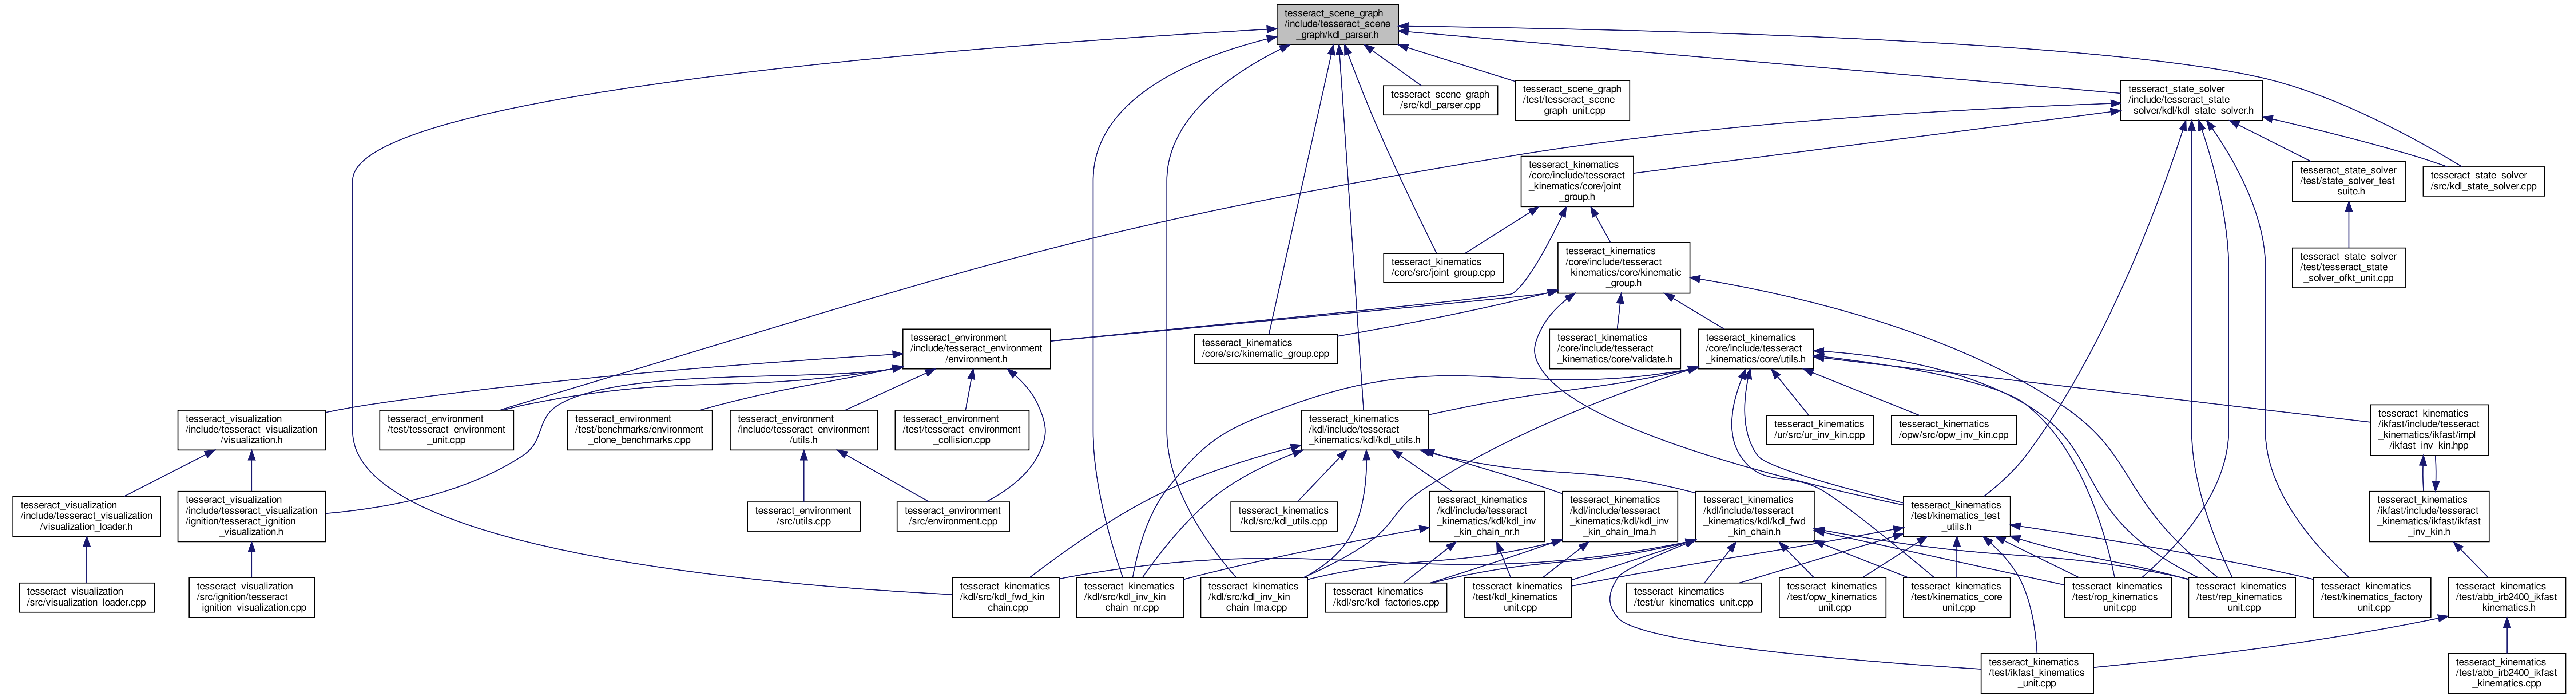 tesseract_scene_graph
/include/tesseract_scene
_graph/kdl_parser.h
tesseract_scene_graph
/src/kdl_parser.cpp
tesseract_scene_graph
/test/tesseract_scene
_graph_unit.cpp
tesseract_state_solver
/include/tesseract_state
_solver/kdl/kdl_state_solver.h
tesseract_kinematics
/core/include/tesseract
_kinematics/core/joint
_group.h
tesseract_state_solver
/test/state_solver_test
_suite.h
tesseract_state_solver
/src/kdl_state_solver.cpp
tesseract_kinematics
/core/src/joint_group.cpp
tesseract_kinematics
/core/include/tesseract
_kinematics/core/kinematic
_group.h
tesseract_state_solver
/test/tesseract_state
_solver_ofkt_unit.cpp
tesseract_environment
/include/tesseract_environment
/environment.h
tesseract_kinematics
/core/src/kinematic_group.cpp
tesseract_kinematics
/core/include/tesseract
_kinematics/core/validate.h
tesseract_kinematics
/core/include/tesseract
_kinematics/core/utils.h
tesseract_visualization
/include/tesseract_visualization
/visualization.h
tesseract_environment
/test/tesseract_environment
_unit.cpp
tesseract_environment
/test/benchmarks/environment
_clone_benchmarks.cpp
tesseract_environment
/include/tesseract_environment
/utils.h
tesseract_environment
/test/tesseract_environment
_collision.cpp
tesseract_kinematics
/kdl/include/tesseract
_kinematics/kdl/kdl_utils.h
tesseract_kinematics
/ur/src/ur_inv_kin.cpp
tesseract_kinematics
/opw/src/opw_inv_kin.cpp
tesseract_kinematics
/ikfast/include/tesseract
_kinematics/ikfast/impl
/ikfast_inv_kin.hpp
tesseract_visualization
/include/tesseract_visualization
/visualization_loader.h
tesseract_visualization
/include/tesseract_visualization
/ignition/tesseract_ignition
_visualization.h
tesseract_environment
/src/utils.cpp
tesseract_environment
/src/environment.cpp
tesseract_kinematics
/kdl/src/kdl_utils.cpp
tesseract_kinematics
/kdl/include/tesseract
_kinematics/kdl/kdl_inv
_kin_chain_nr.h
tesseract_kinematics
/kdl/include/tesseract
_kinematics/kdl/kdl_inv
_kin_chain_lma.h
tesseract_kinematics
/kdl/include/tesseract
_kinematics/kdl/kdl_fwd
_kin_chain.h
tesseract_kinematics
/test/kinematics_test
_utils.h
tesseract_kinematics
/ikfast/include/tesseract
_kinematics/ikfast/ikfast
_inv_kin.h
tesseract_visualization
/src/visualization_loader.cpp
tesseract_visualization
/src/ignition/tesseract
_ignition_visualization.cpp
tesseract_kinematics
/kdl/src/kdl_fwd_kin
_chain.cpp
tesseract_kinematics
/kdl/src/kdl_inv_kin
_chain_nr.cpp
tesseract_kinematics
/kdl/src/kdl_inv_kin
_chain_lma.cpp
tesseract_kinematics
/kdl/src/kdl_factories.cpp
tesseract_kinematics
/test/kdl_kinematics
_unit.cpp
tesseract_kinematics
/test/ur_kinematics_unit.cpp
tesseract_kinematics
/test/opw_kinematics
_unit.cpp
tesseract_kinematics
/test/kinematics_core
_unit.cpp
tesseract_kinematics
/test/rop_kinematics
_unit.cpp
tesseract_kinematics
/test/rep_kinematics
_unit.cpp
tesseract_kinematics
/test/kinematics_factory
_unit.cpp
tesseract_kinematics
/test/abb_irb2400_ikfast
_kinematics.h
tesseract_kinematics
/test/ikfast_kinematics
_unit.cpp
tesseract_kinematics
/test/abb_irb2400_ikfast
_kinematics.cpp